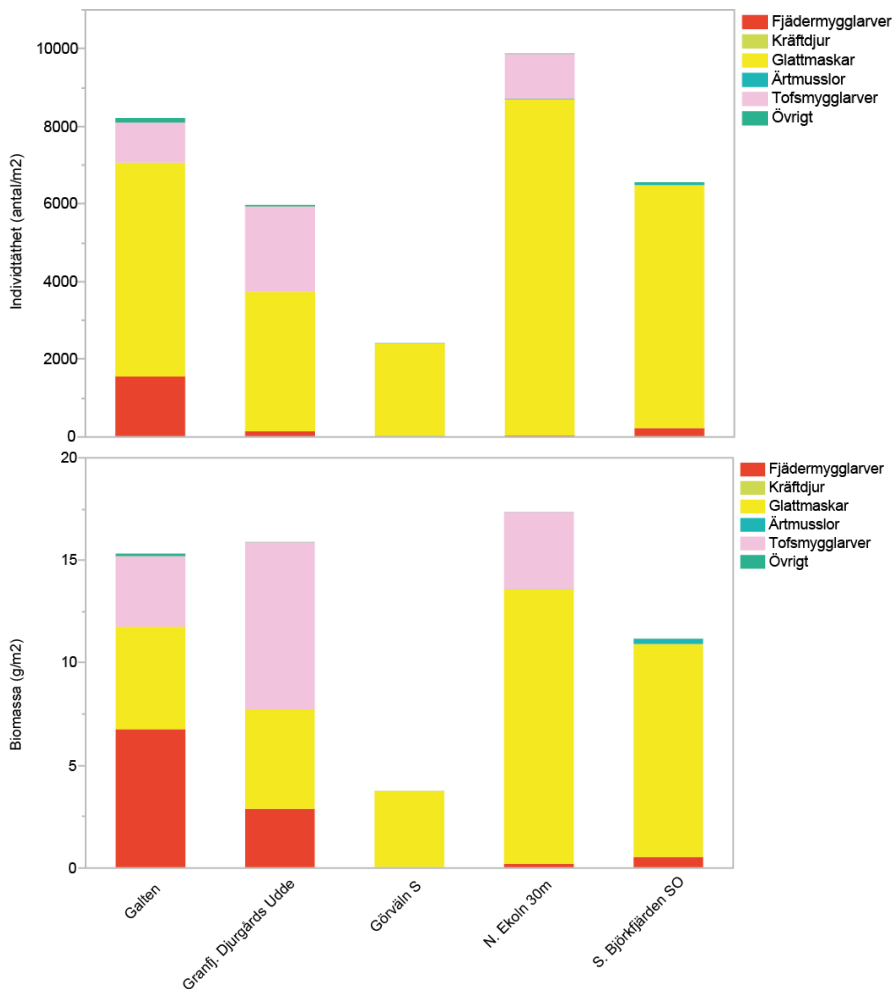 Individtäthet (antal/m2)
10000
8000
6000
4000
2000
0
Fjädermygglarver
Kräftdjur
Glattmaskar
Ärtmusslor
Tofsmygglarver
Övrigt
Biomassa (g/m2)
20
15
10
5
0
Fjädermygglarver
Kräftdjur
Glattmaskar
Ärtmusslor
Tofsmygglarver
Övrigt
Galten
Granfj. Djurgårds Udde
Görväln S
N. Ekoln 30m
S. Björkfjärden SO